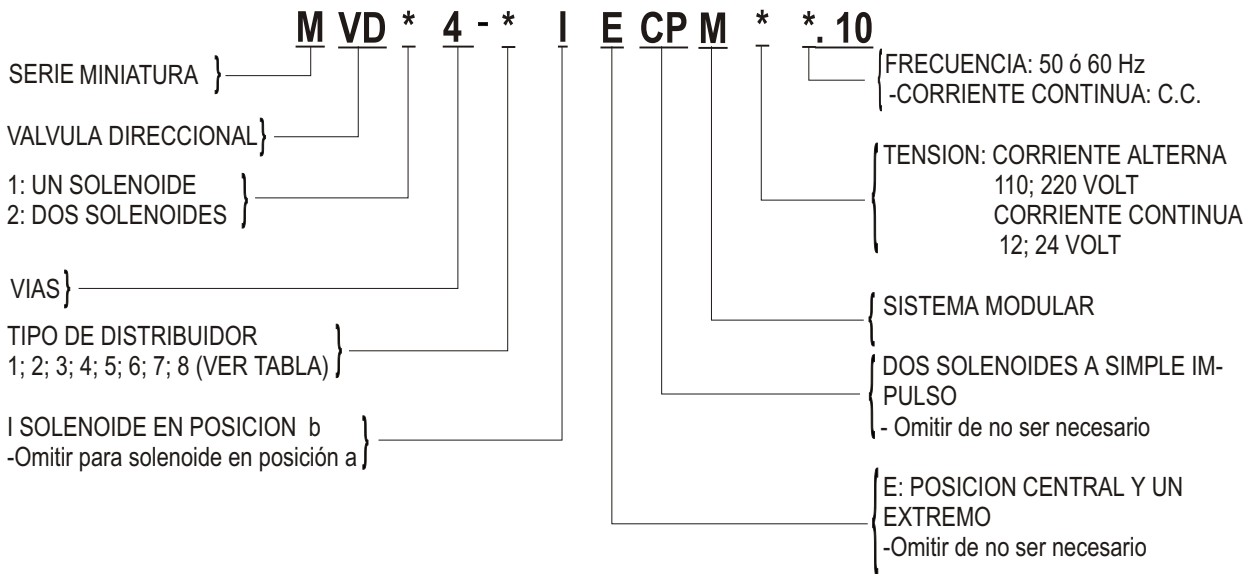 M VD * 4 - * I E CP M * *. 10
SERIE MINIATURA }
VALVULA DIRECCIONAL}
1: UN SOLENOIDE
2: DOS SOLENOIDES }
VIAS}
TIPO DE DISTRIBUIDOR
1; 2; 3; 4; 5; 6; 7; 8 (VER TABLA) }
I SOLENOIDE EN POSICION b
-Omitir para solenoide en posición a }
{ FRECUENCIA: 50 ó 60 Hz
-CORRIENTE CONTINUA: C.C.
{ TENSION: CORRIENTE ALTERNA
110; 220 VOLT
CORRIENTE CONTINUA
12; 24 VOLT
{ SISTEMA MODULAR
{ DOS SOLENOIDES A SIMPLE IM-
PULSO
- Omitir de no ser necesario
{ E: POSICION CENTRAL Y UN
EXTREMO
-Omitir de no ser necesario